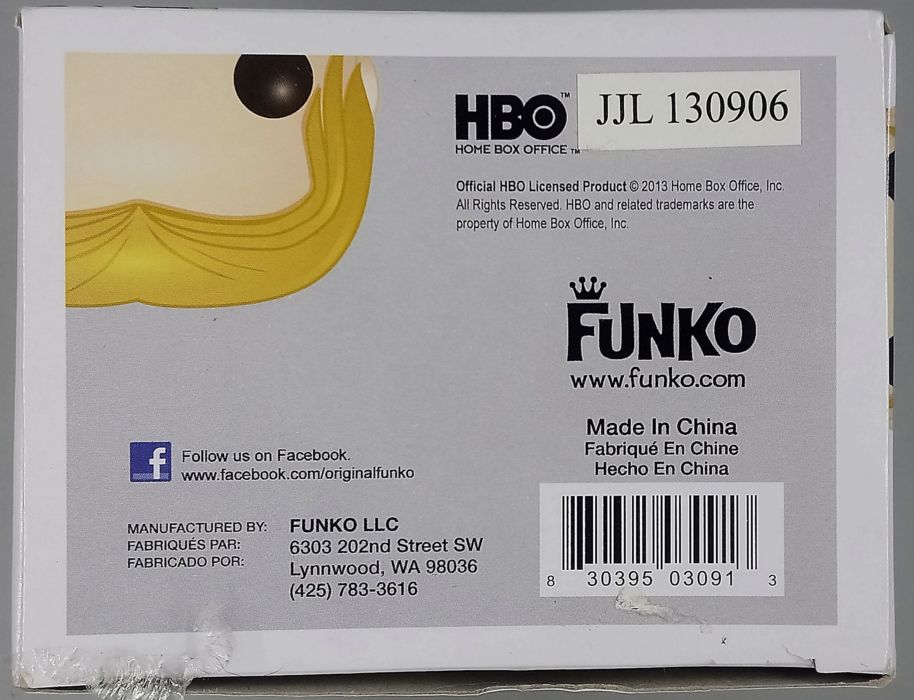 HBO™
HOME BOX OFFICE™
JJL 130906
Official HBO Licensed Product © 2013 Home Box Office, Inc.
All Rights Reserved. HBO and related trademarks are the
property of Home Box Office, Inc.
FUNKO
www.funko.com
Made In China
Fabriqué En Chine
Hecho En China
f Follow us on Facebook.
www.facebook.com/originalfunko
MANUFACTURED BY: FUNKO LLC
FABRIQUÉS PAR: 6303 202nd Street SW
FABRICADO POR: Lynnwood, WA 98036
(425) 783-3616
8 30395 03091 3